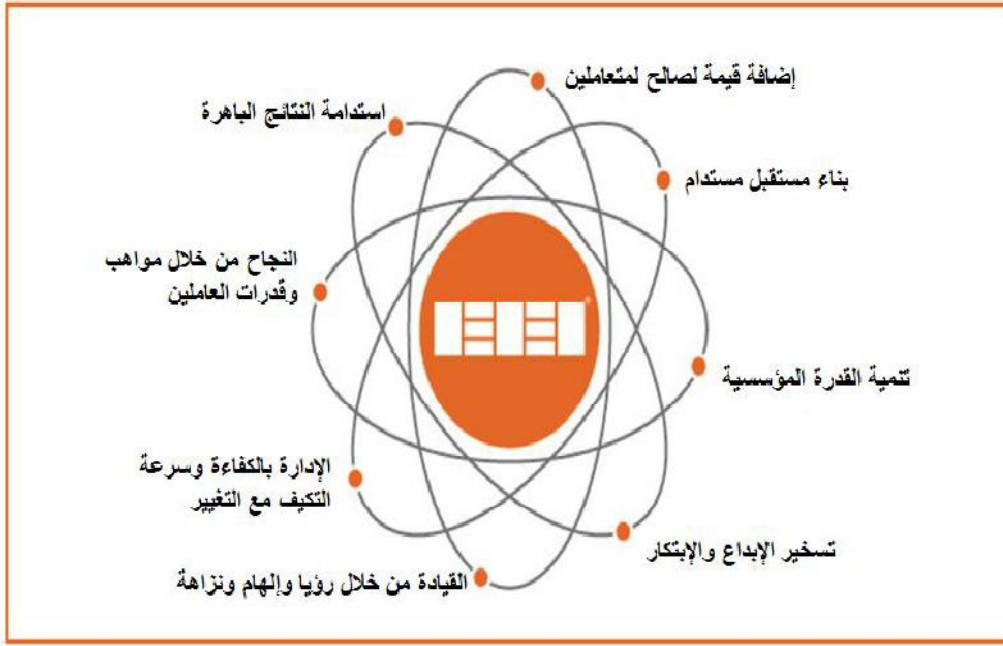 إضافة قيمة لصالح لمتعاملين
استدامة النتائج الباهرة
بناء مستقبل مستدام
النجاح من خلال مواهب
وقدرات العاملين
تنمية القدرة المؤسسية
الإدارة بالكفاءة وسرعة
التكيف مع التغيير
تسخير الإبداع والإبتكار
القيادة من خلال رؤيا وإلهام ونزاهة